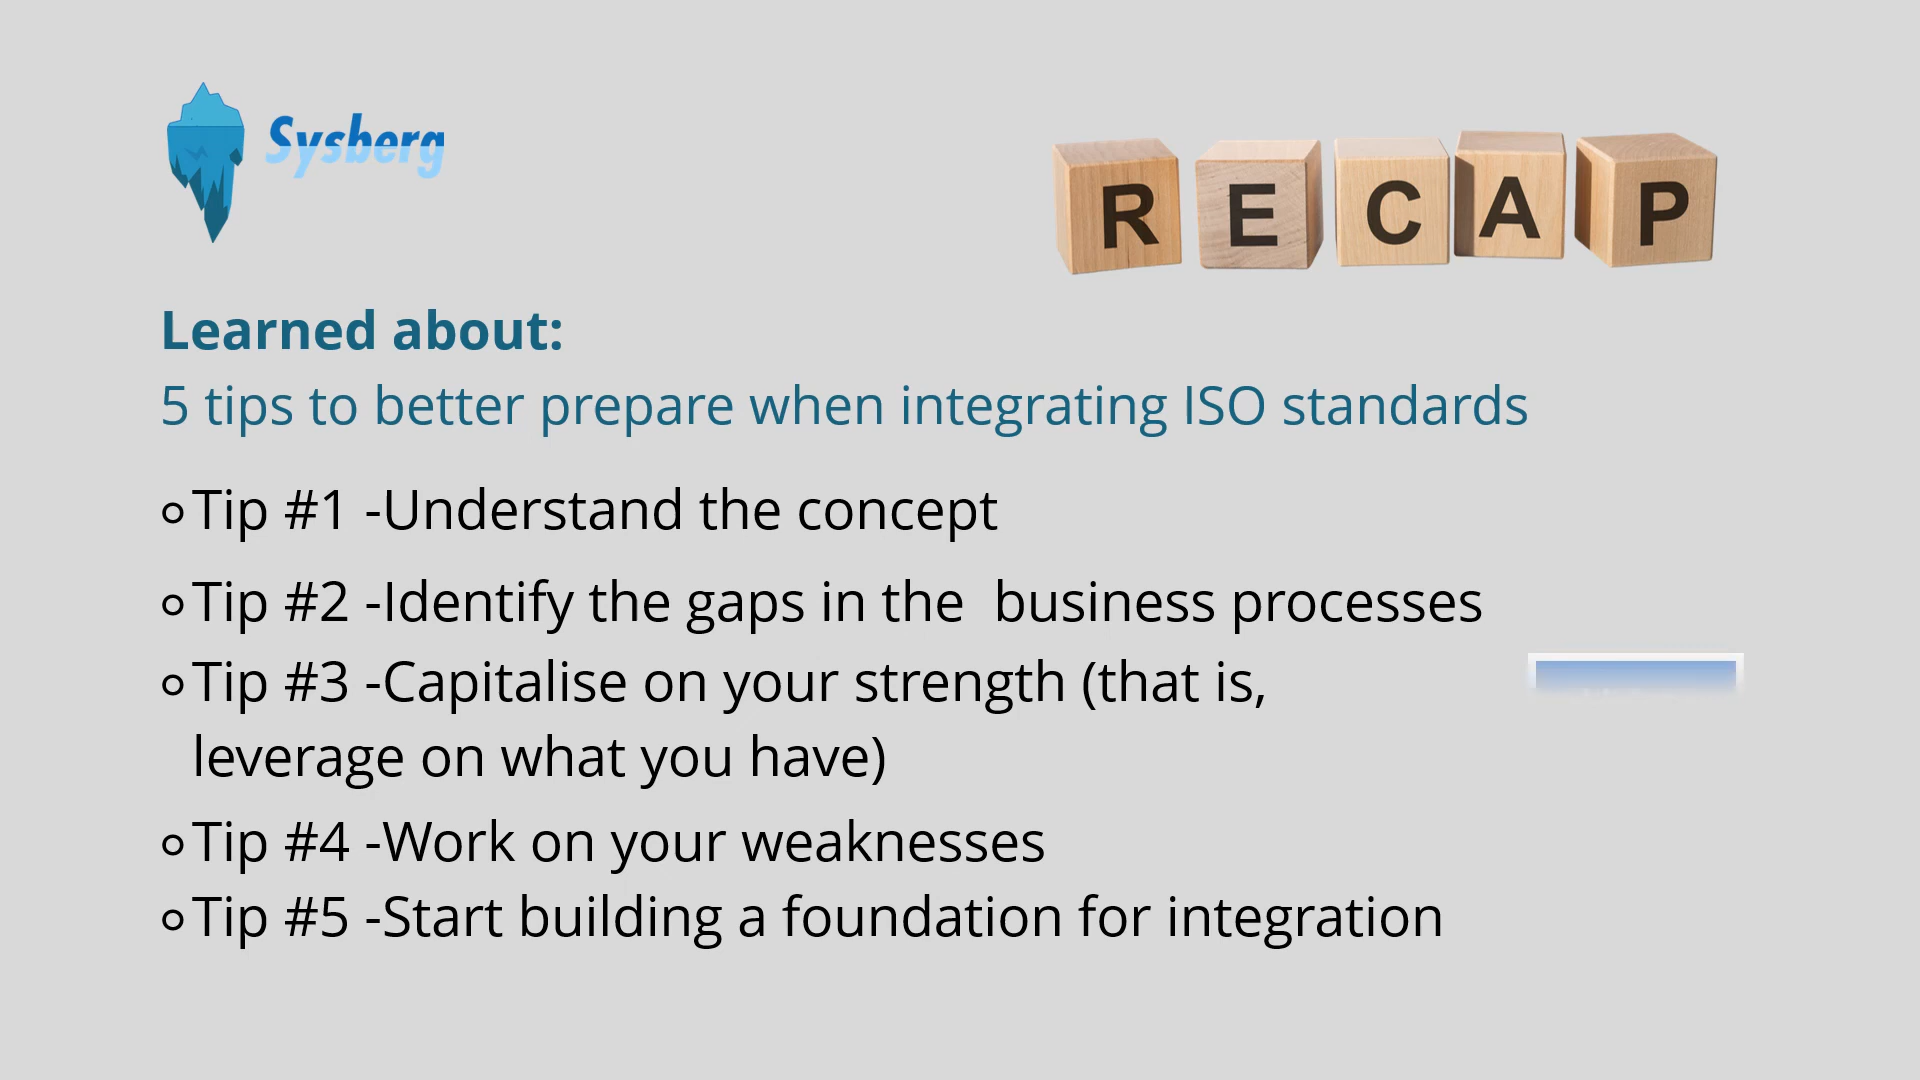 Sysberg
RECAP
Learned about:
5 tips to better prepare when integrating ISO standards
Tip #1 -Understand the concept
Tip #2 -Identify the gaps in the  business processes
Tip #3 -Capitalise on your strength (that is,
leverage on what you have)
Tip #4 -Work on your weaknesses
Tip #5 -Start building a foundation for integration